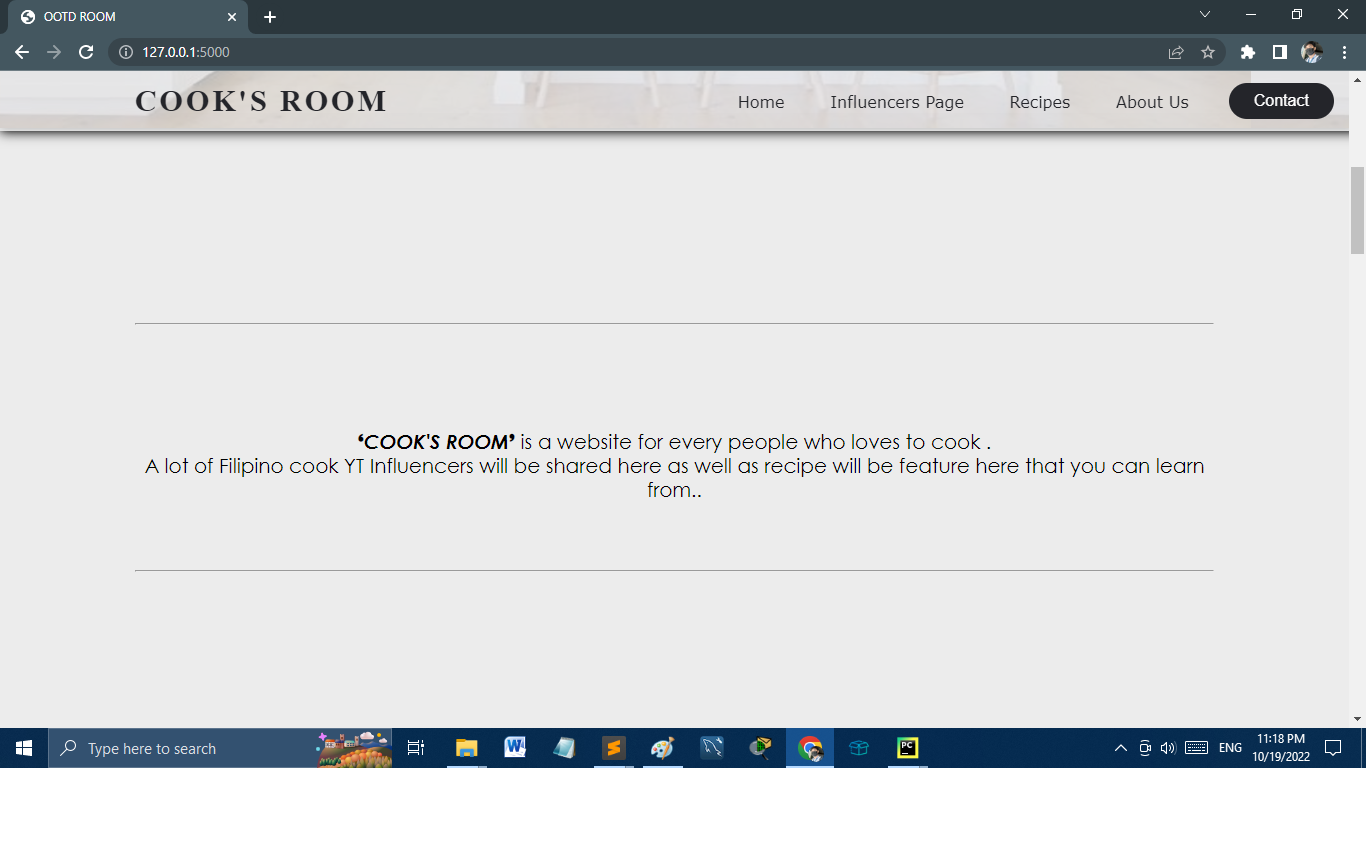 OOTD ROOM
127.0.0.1:5000
COOK'S ROOM
Home Influencers Page Recipes About Us Contact
❛COOK'S ROOM❜ is a website for every people who loves to cook .
A lot of Filipino cook YT Influencers will be shared here as well as recipe will be feature here that you can learn
from..
Type here to search
ENG
11:18 PM
10/19/2022
W
PC